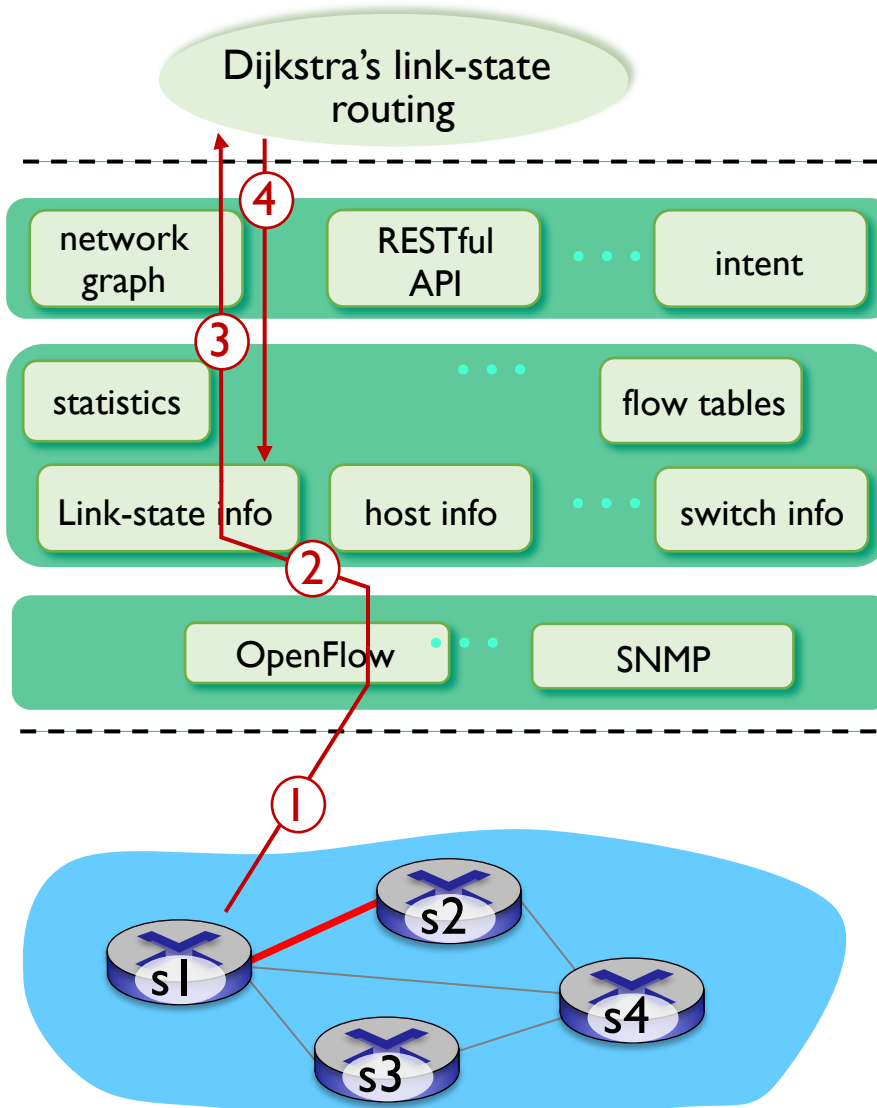 Dijkstra's link-state
routing
4
network
graph
RESTful
API
intent
3
statistics
flow tables
Link-state info
host info
switch info
2
OpenFlow
SNMP
1
s2
s1
s4
s3